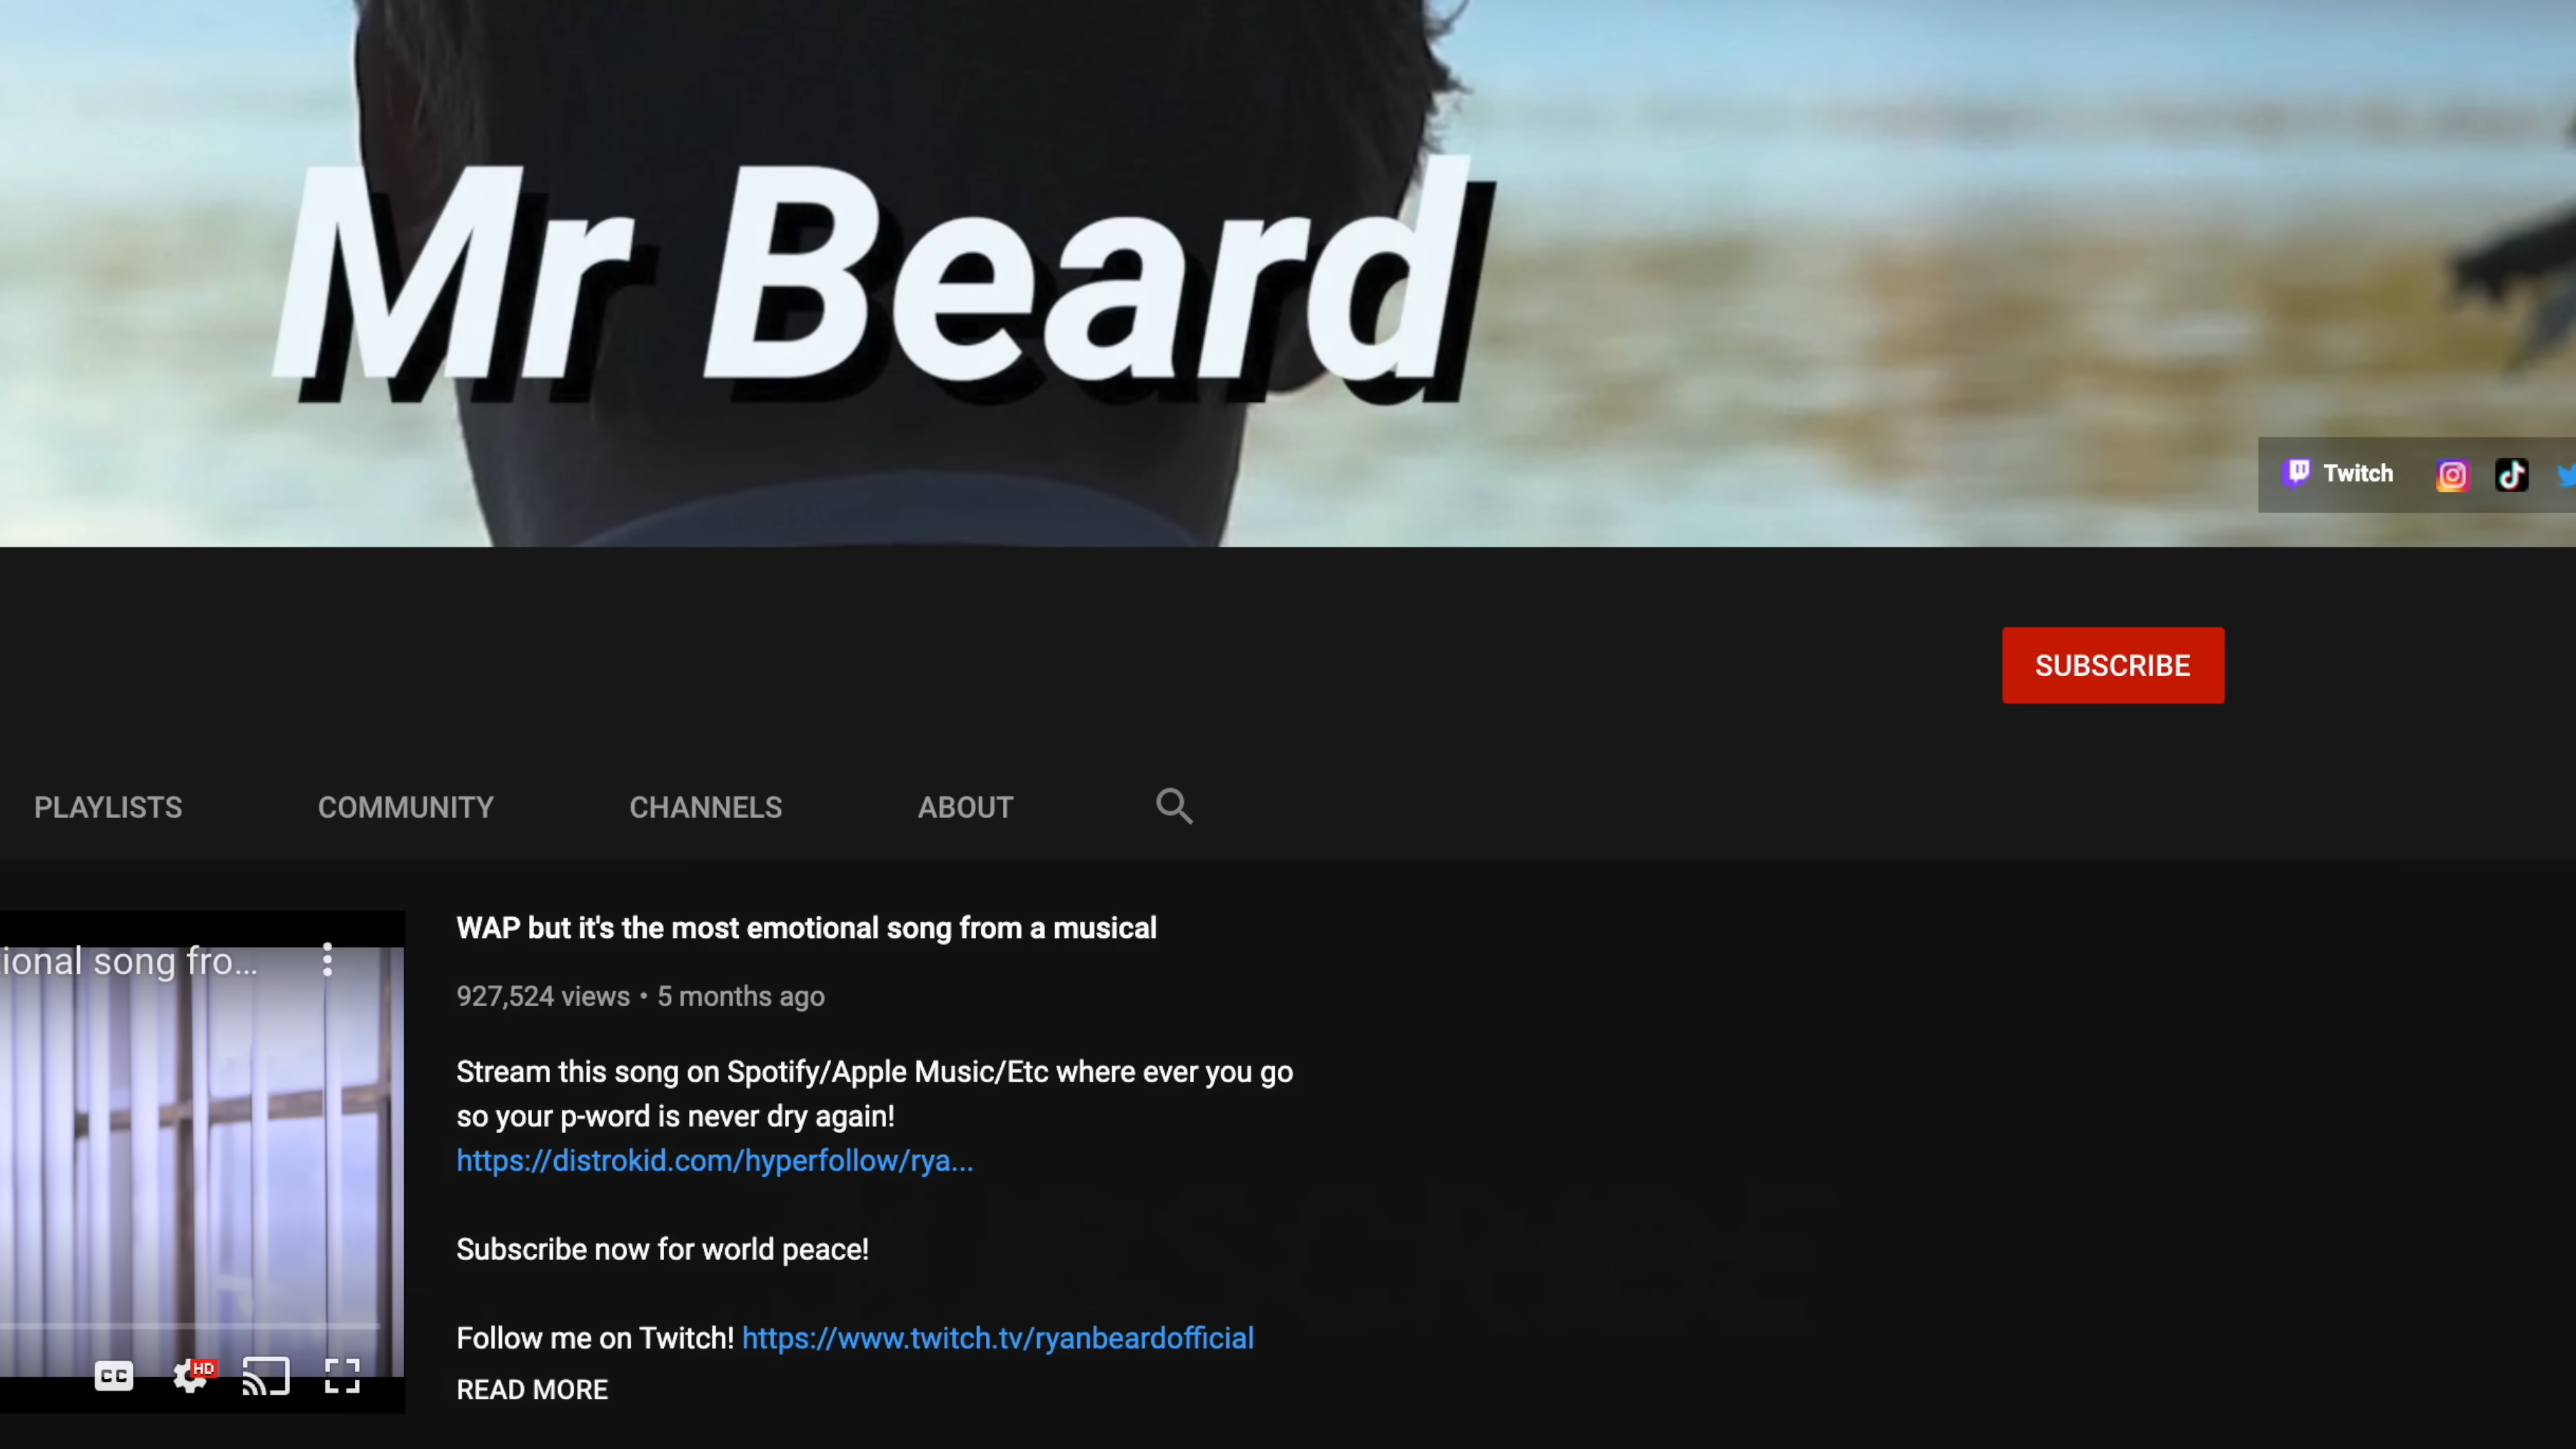 Mr Beard
Twitch
SUBSCRIBE
PLAYLISTS COMMUNITY CHANNELS ABOUT
WAP but it's the most emotional song from a musical
tional song fro...
927,524 views • 5 months ago
Stream this song on Spotify/Apple Music/Etc where ever you go
so your p-word is never dry again!
https://distrokid.com/hyperfollow/rya...
Subscribe now for world peace!
Follow me on Twitch! https://www.twitch.tv/ryanbeardofficial
CC HD
READ MORE